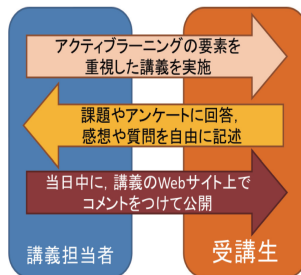 アクティブラーニングの要素を
重視した講義を実施
課題やアンケートに回答,
感想や質問を自由に記述
当日中に, 講義のWebサイト上で
コメントをつけて公開
講義担当者
受講生